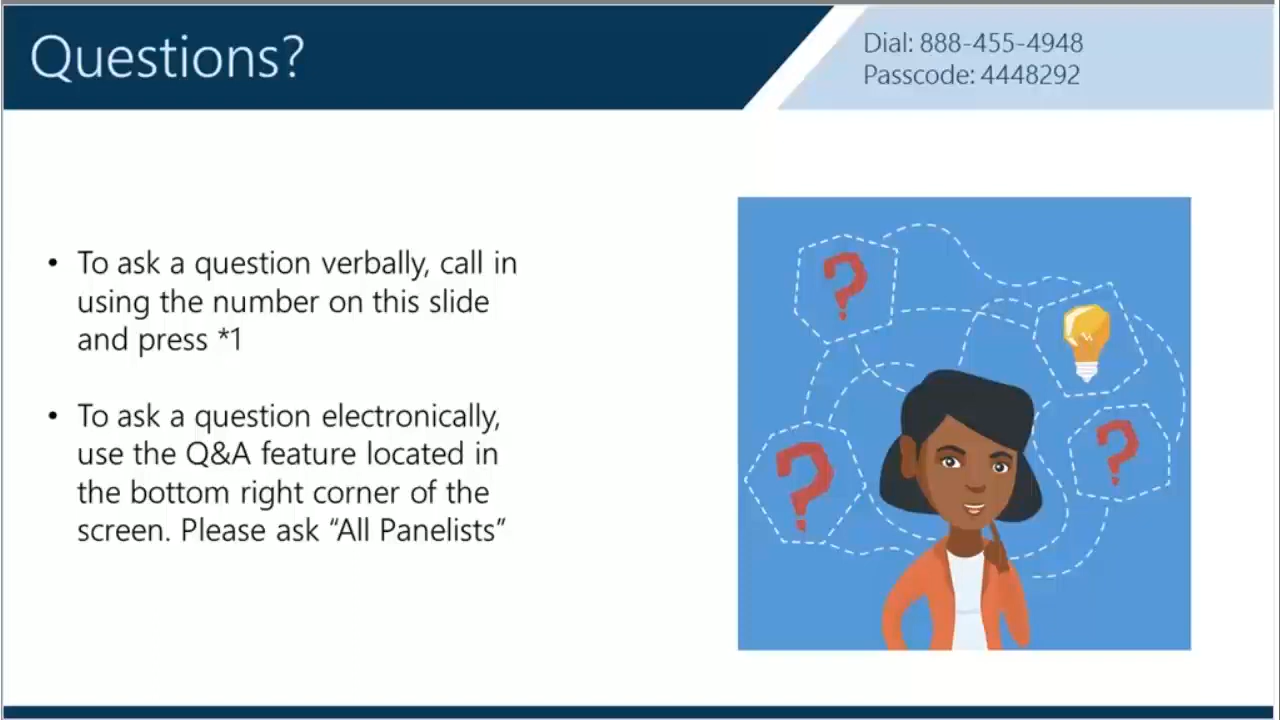 Questions?
Dial: 888-455-4948
Passcode: 4448292
• To ask a question verbally, call in
using the number on this slide
and press *1
• To ask a question electronically,
use the Q&A feature located in
the bottom right corner of the
screen. Please ask “All Panelists”
? 
?
?